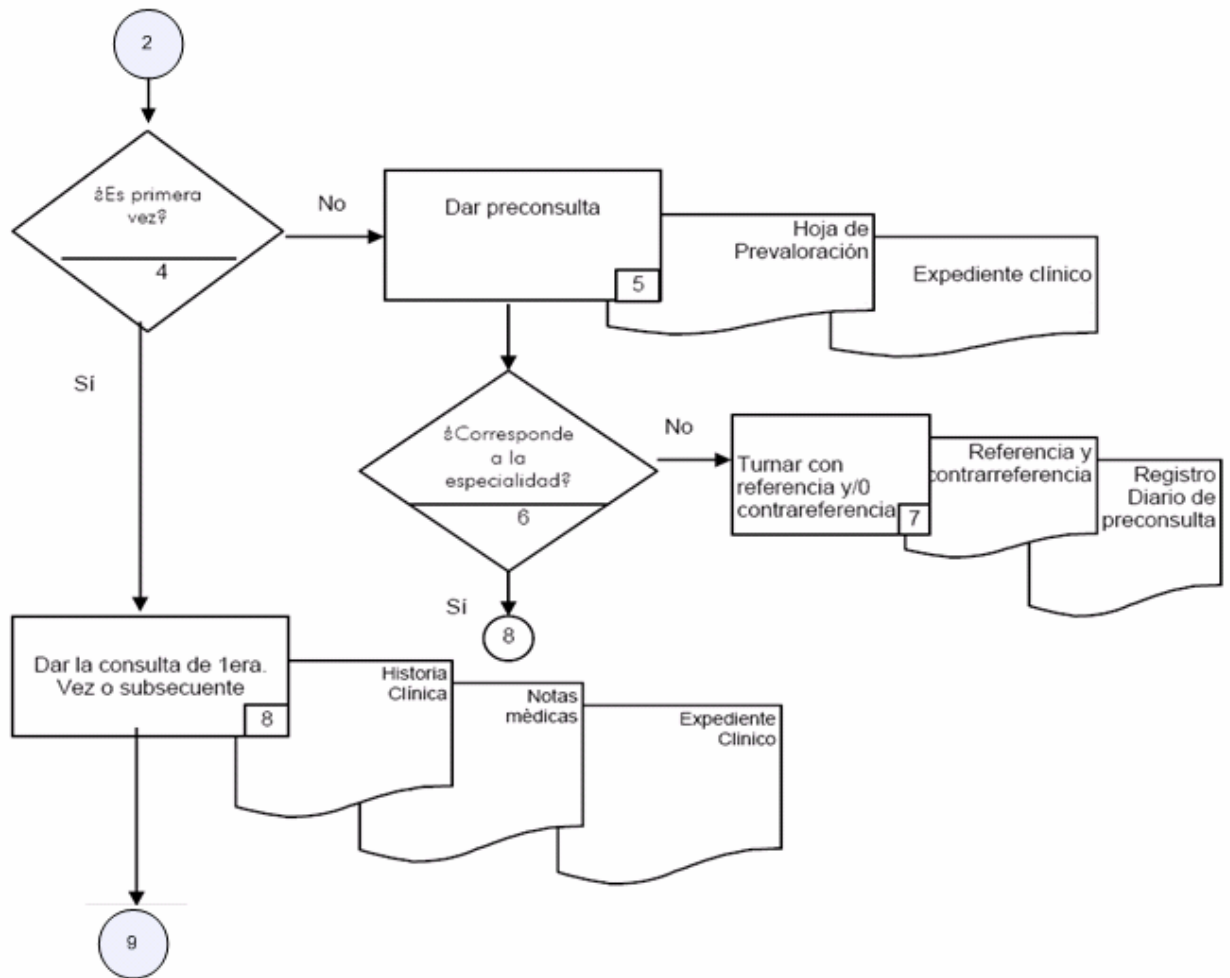 2
¿Es primera
vez?
4
No
Sí
Dar preconsulta
5
Hoja de
Prevaloración
Expediente clínico
¿Corresponde
a la
especialidad?
6
No
Sí
8
Turnar con
referencia y/0
contrareferencia
7
Referencia y
contrarreferencia
Registro
Diario de
preconsulta
Dar la consulta de 1era.
Vez o subsecuente
8
Historia
Clínica
Notas
mèdicas
Expediente
Clinico
9